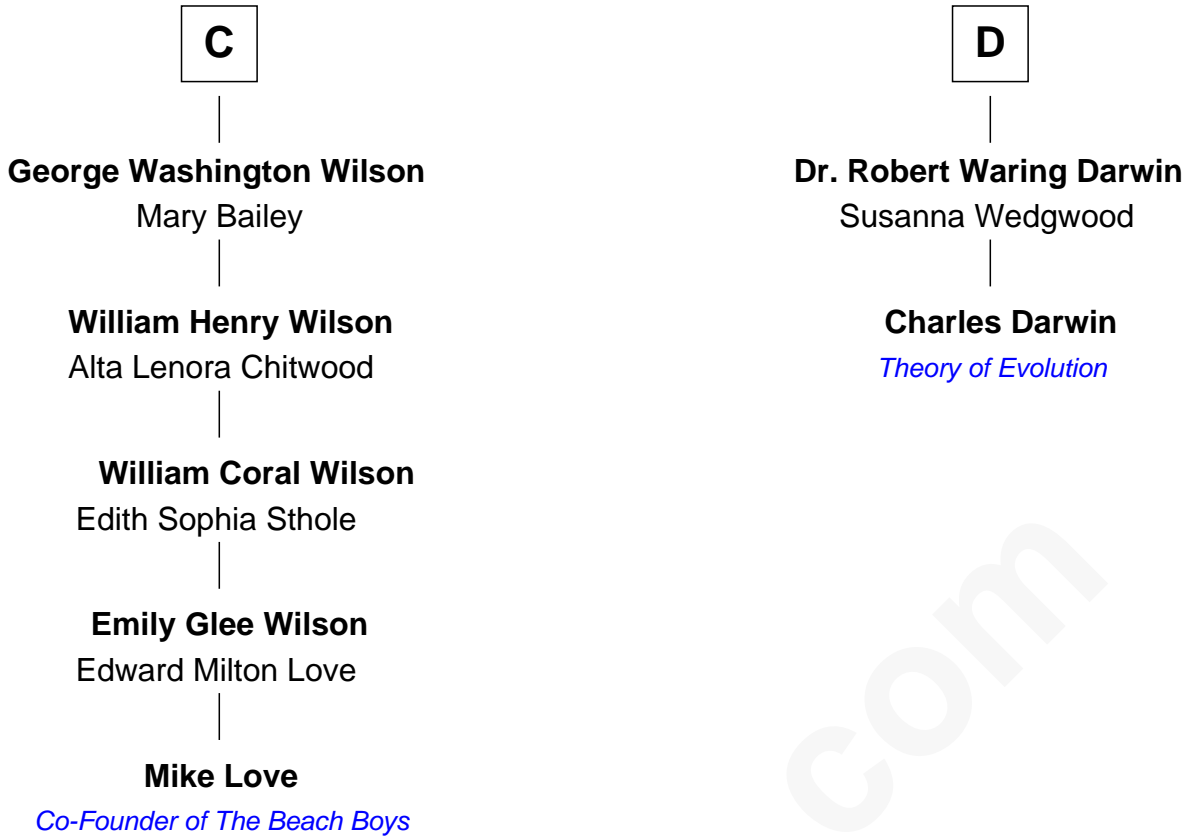 C
George Washington Wilson
Mary Bailey
William Henry Wilson
Alta Lenora Chitwood
William Coral Wilson
Edith Sophia Sthole
Emily Glee Wilson
Edward Milton Love
Mike Love
Co-Founder of The Beach Boys
D
Dr. Robert Waring Darwin
Susanna Wedgwood
Charles Darwin
Theory of Evolution
com